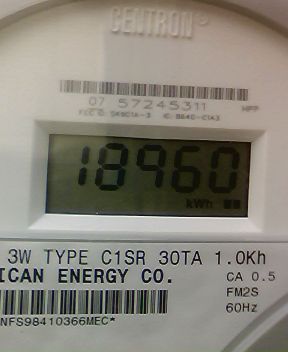 CENTRON®
07 57245311
18960
kWh
3W TYPE C1SR 30TA 1.0Kh
ICAN ENERGY CO.
CA 0.5
FM2S
60Hz
NFS98410366MEC*